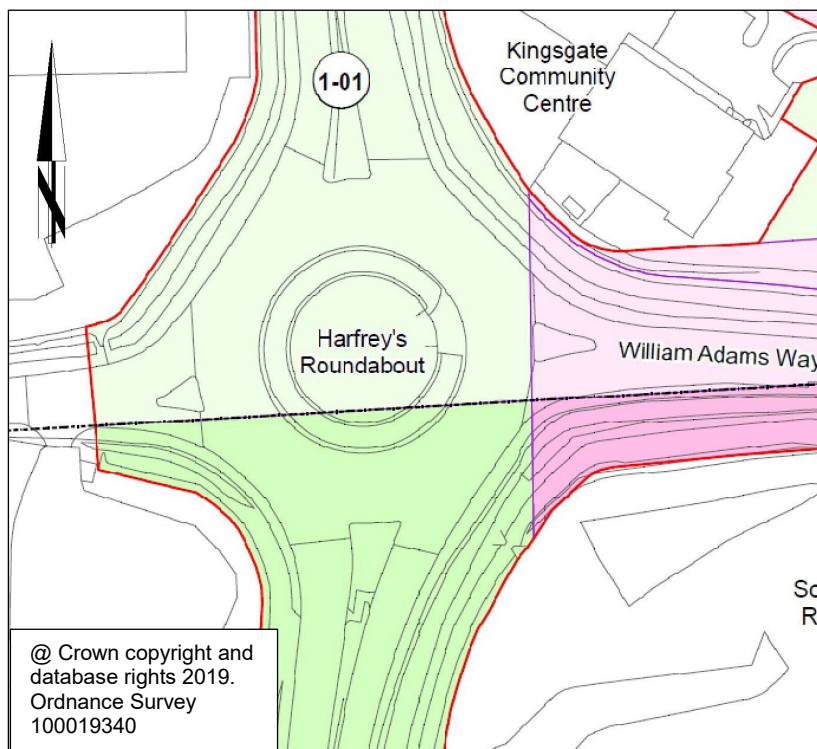 1-01
Kingsgate
Community
Centre
N
Harfrey's
Roundabout
William Adams Way
@ Crown copyright and
database rights 2019.
Ordnance Survey
100019340